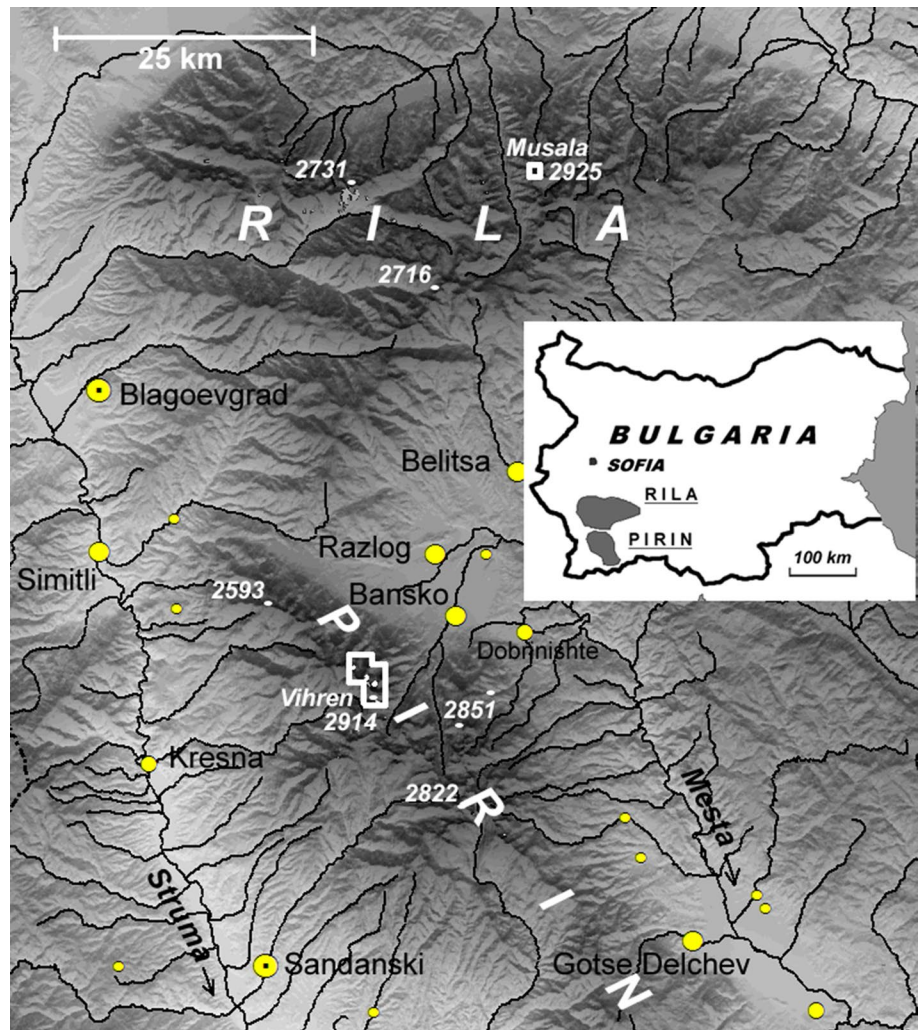 25 km
Musala
2925
2731
R I L A
2716
Blagoevgrad
BULGARIA
SOFIA
RILA
PIRIN
100 km
Belitsa
Razlog
Simitli
Bansko
2593
Dobrinishte
Vihren
2914
2851
P I R I N
Kresna
2822
Mesta
Struma
Sandanski
Gotse Delchev